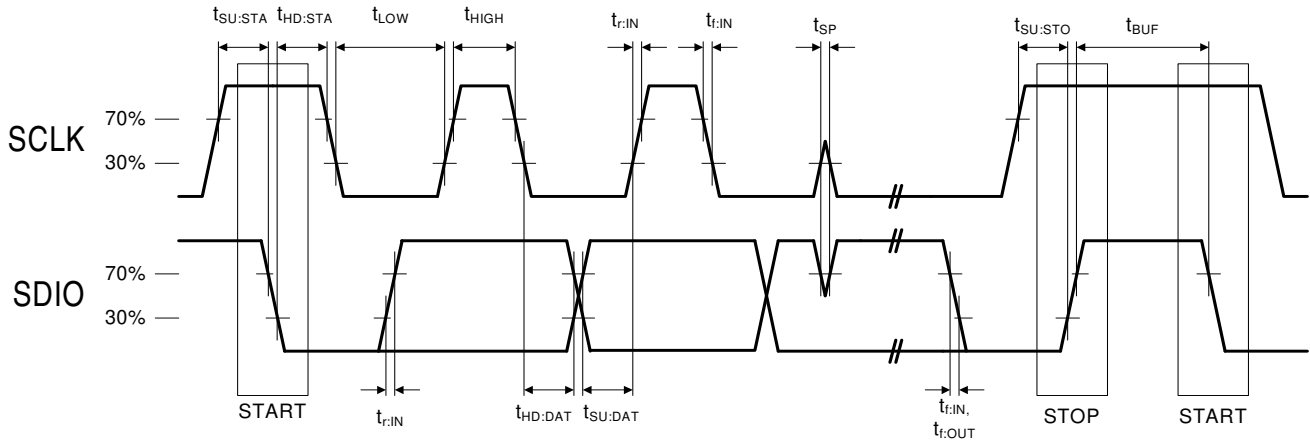 tSU:STA tHD:STA tLOW tHIGH tr:IN tf:IN tSP tSU:STO tBUF
SCLK
70%
30%
SDIO
70%
30%
START
tr:IN
tHD:DAT tSU:DAT
tf:IN,
tf:OUT
STOP
START